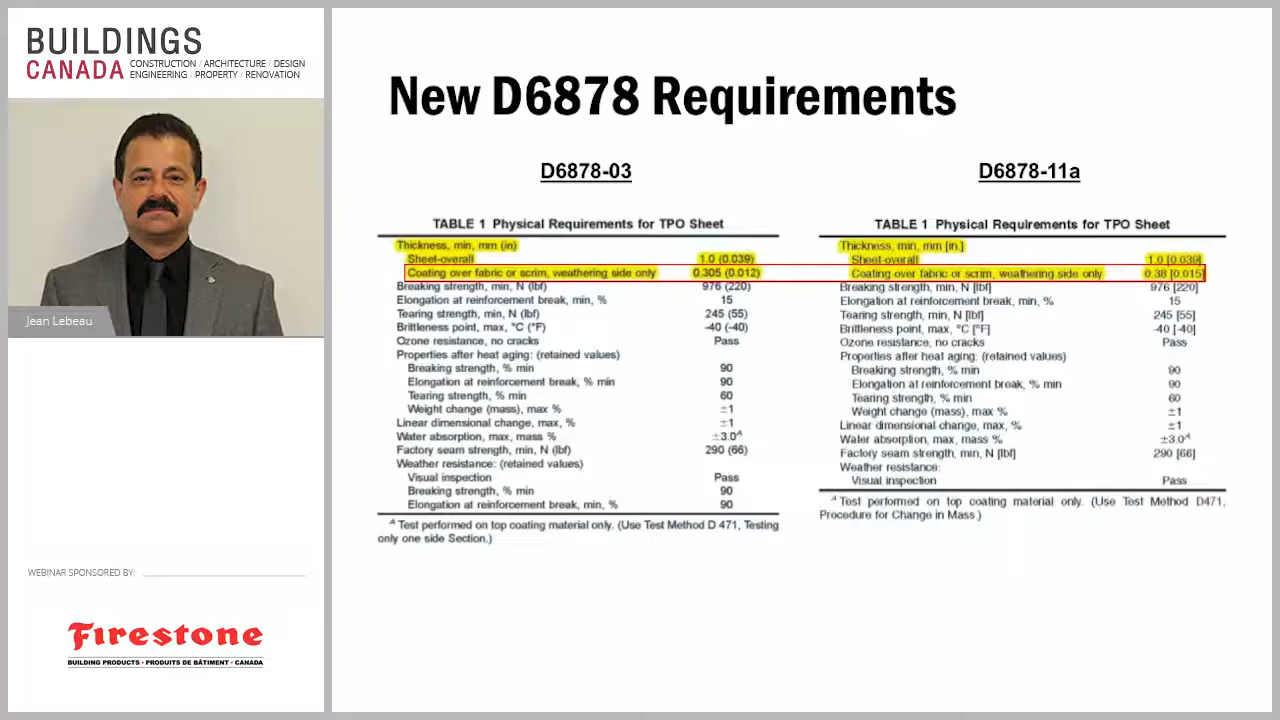 BUILDINGS
CANADA CONSTRUCTION / ARCHITECTURE / DESIGN
ENGINEERING / PROPERTY / RENOVATION
Jean Lebeau
WEBINAR SPONSORED BY:
Firestone
BUILDING PRODUCTS • PRODUITS DE BÂTIMENT • CANADA
New D6878 Requirements
D6878-03
TABLE 1 Physical Requirements for TPO Sheet
Thickness, min, mm (in)
Sheet-overall 1.0 (0.039)
Coating over fabric or scrim, weathering side only 0.305 (0.012)
Breaking strength, min, N (lbf) 976 (220)
Elongation at reinforcement break, min, % 15
Tearing strength, min, N (lbf) 245 (55)
Brittleness point, max, °C (°F) -40 (-40)
Ozone resistance, no cracks Pass
Properties after heat aging: (retained values)
Breaking strength, % min 90
Elongation at reinforcement break, % min 90
Tearing strength, % min 60
Weight change (mass), max % ±1
Linear dimensional change, max, % ±1
Water absorption, max, mass % ±3.0A
Factory seam strength, min, N (lbf) 290 (66)
Weather resistance: (retained values)
Visual inspection Pass
Breaking strength, % min 90
Elongation at reinforcement break, min, % 90
A Test performed on top coating material only. (Use Test Method D 471, Testing
only one side Section.)
D6878-11a
TABLE 1 Physical Requirements for TPO Sheet
Thickness, min, mm [in.]
Sheet-overall 1.0 [0.039]
Coating over fabric or scrim, weathering side only 0.38 [0.015]
Breaking strength, min, N [lbf] 976 [220]
Elongation at reinforcement break, min, % 15
Tearing strength, min, N [lbf] 245 [55]
Brittleness point, max, °C [°F] -40 [-40]
Ozone resistance, no cracks Pass
Properties after heat aging: (retained values)
Breaking strength, % min 90
Elongation at reinforcement break, % min 90
Tearing strength, % min 60
Weight change (mass), max % ±1
Linear dimensional change, max, % ±1
Water absorption, max, mass % ±3.0A
Factory seam strength, min, N [lbf] 290 [66]
Weather resistance:
Visual inspection Pass
A Test performed on top coating material only. (Use Test Method D471,
Procedure for Change in Mass.)